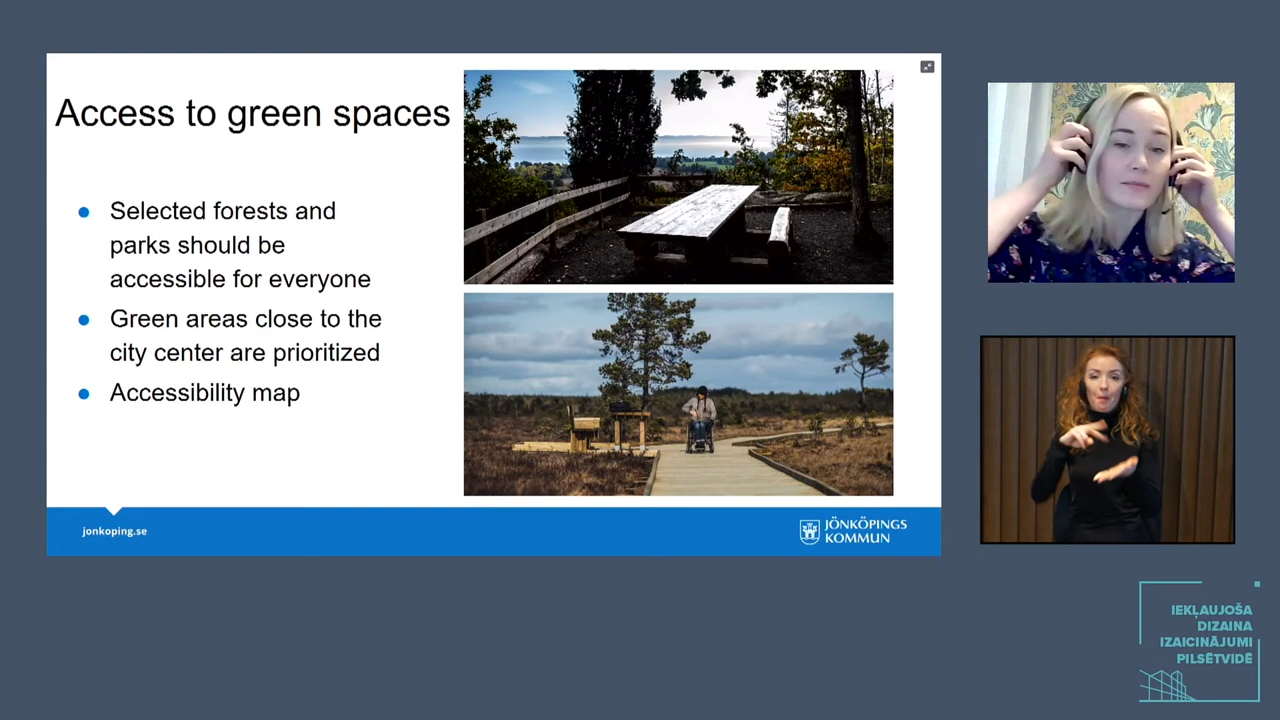 Access to green spaces
Selected forests and
parks should be
accessible for everyone
Green areas close to the
city center are prioritized
Accessibility map
jonkoping.se
JÖNKÖPINGS
KOMMUN
IEKĻAUJOŠA
DIZAINA
IZAICINĀJUMI
PILSĒTVIDĒ